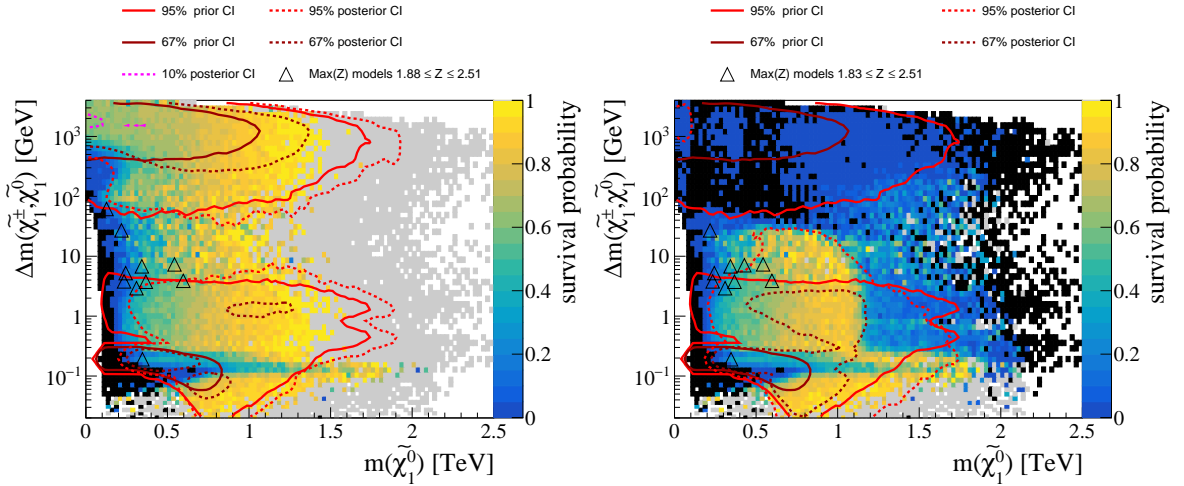 95% prior CI 95% posterior CI
67% prior CI 67% posterior CI
10% posterior CI Max(Z) models 1.88 ≤ Z ≤ 2.51
Δm(χ̃₁±,χ̃₁⁰) [GeV]
10³
10²
10
1
10⁻¹
0 0.5 1 1.5 2 2.5
m(χ̃₁⁰) [TeV]
1
0.8
0.6
0.4
0.2
0
survival probability
95% prior CI 95% posterior CI
67% prior CI 67% posterior CI
Max(Z) models 1.83 ≤ Z ≤ 2.51
Δm(χ̃₁±,χ̃₁⁰) [GeV]
10³
10²
10
1
10⁻¹
0 0.5 1 1.5 2 2.5
m(χ̃₁⁰) [TeV]
1
0.8
0.6
0.4
0.2
0
survival probability